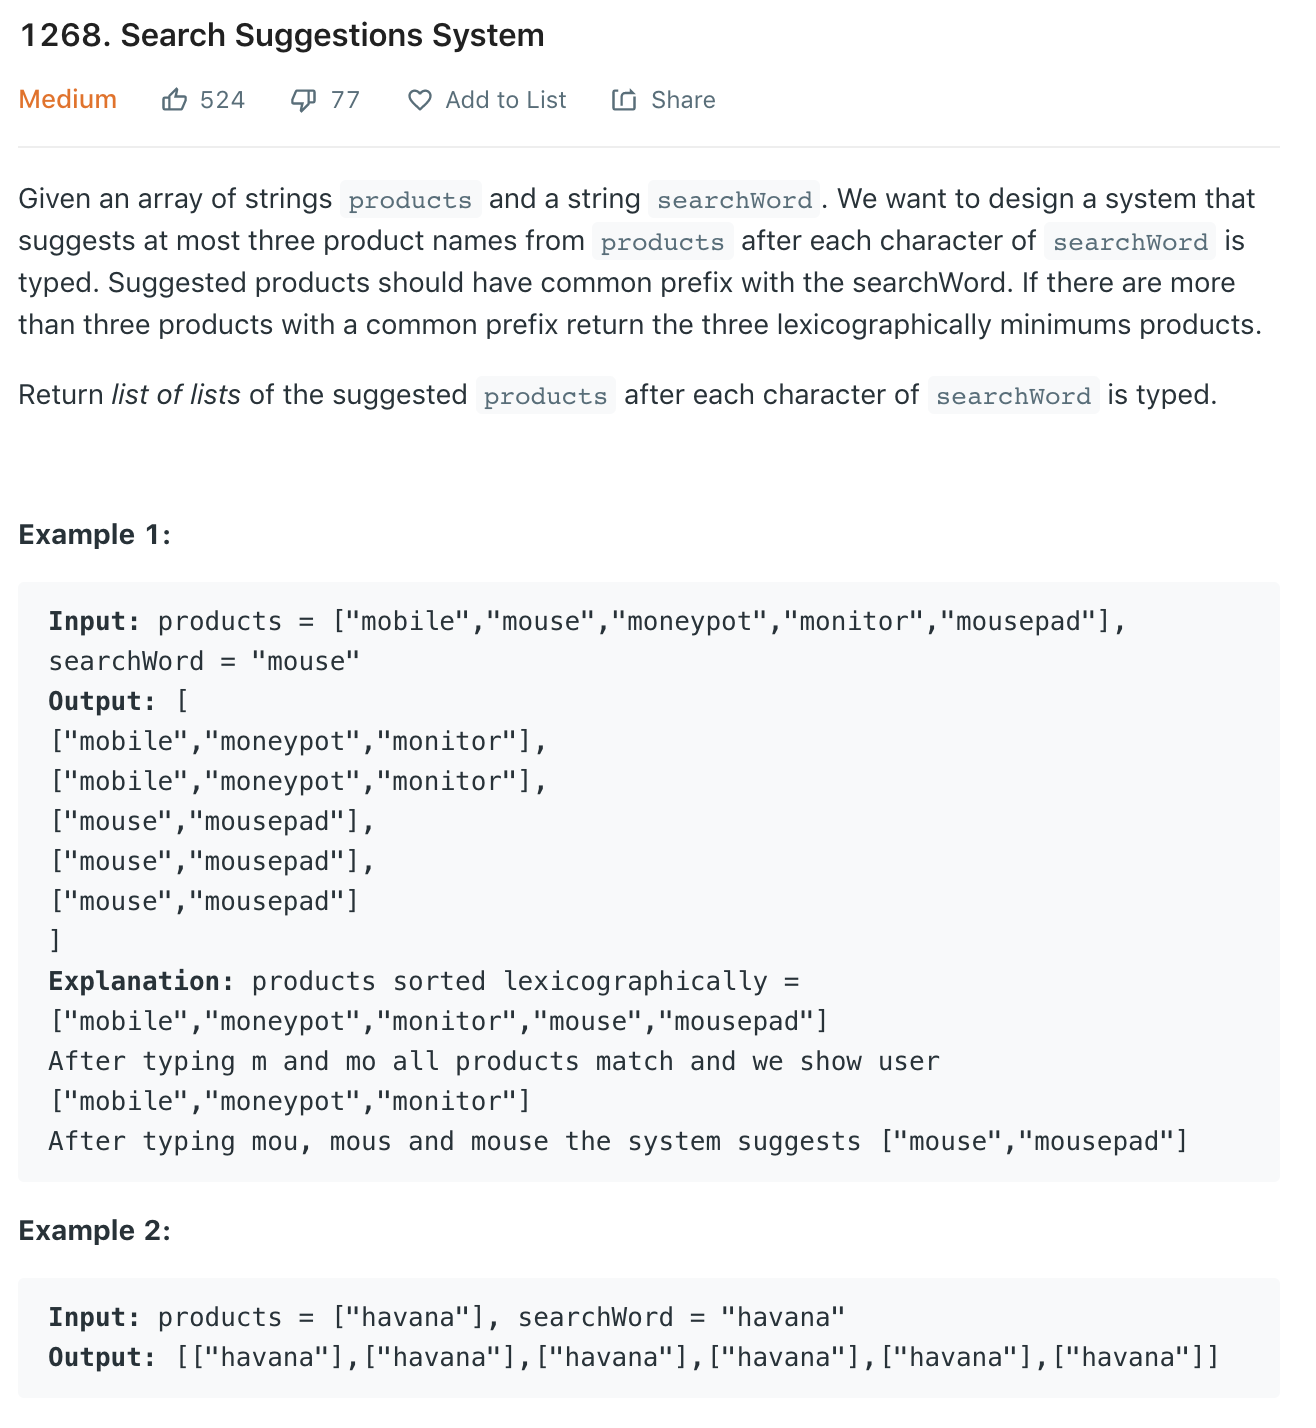 1268. Search Suggestions System
Medium 524 77 Add to List Share
Given an array of strings products and a string searchWord. We want to design a system that
suggests at most three product names from products after each character of searchWord is
typed. Suggested products should have common prefix with the searchWord. If there are more
than three products with a common prefix return the three lexicographically minimums products.
Return list of lists of the suggested products after each character of searchWord is typed.
Example 1:
Input: products = ["mobile","mouse","moneypot","monitor","mousepad"],
searchWord = "mouse"
Output: [
["mobile","moneypot","monitor"],
["mobile","moneypot","monitor"],
["mouse","mousepad"],
["mouse","mousepad"],
["mouse","mousepad"]
]
Explanation: products sorted lexicographically =
["mobile","moneypot","monitor","mouse","mousepad"]
After typing m and mo all products match and we show user
["mobile","moneypot","monitor"]
After typing mou, mous and mouse the system suggests ["mouse","mousepad"]
Example 2:
Input: products = ["havana"], searchWord = "havana"
Output: [["havana"],["havana"],["havana"],["havana"],["havana"],["havana"]]